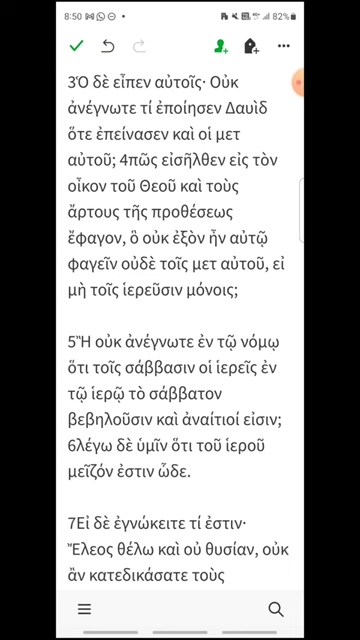 8:50
82%
3Ὁ δὲ εἶπεν αὐτοῖς· Οὐκ
ἀνέγνωτε τί ἐποίησεν Δαυὶδ
ὅτε ἐπείνασεν καὶ οἱ μετ
αὐτοῦ; 4πῶς εἰσῆλθεν εἰς τὸν
οἶκον τοῦ Θεοῦ καὶ τοὺς
ἄρτους τῆς προθέσεως
ἔφαγον, ὃ οὐκ ἐξὸν ἦν αὐτῷ
φαγεῖν οὐδὲ τοῖς μετ αὐτοῦ, εἰ
μὴ τοῖς ἱερεῦσιν μόνοις;
5Ἢ οὐκ ἀνέγνωτε ἐν τῷ νόμῳ
ὅτι τοῖς σάββασιν οἱ ἱερεῖς ἐν
τῷ ἱερῷ τὸ σάββατον
βεβηλοῦσιν καὶ ἀναίτιοί εἰσιν;
6λέγω δὲ ὑμῖν ὅτι τοῦ ἱεροῦ
μεῖζόν ἐστιν ὧδε.
7Εἰ δὲ ἐγνώκειτε τί ἐστιν·
Ἔλεος θέλω καὶ οὐ θυσίαν, οὐκ
ἂν κατεδικάσατε τοὺς